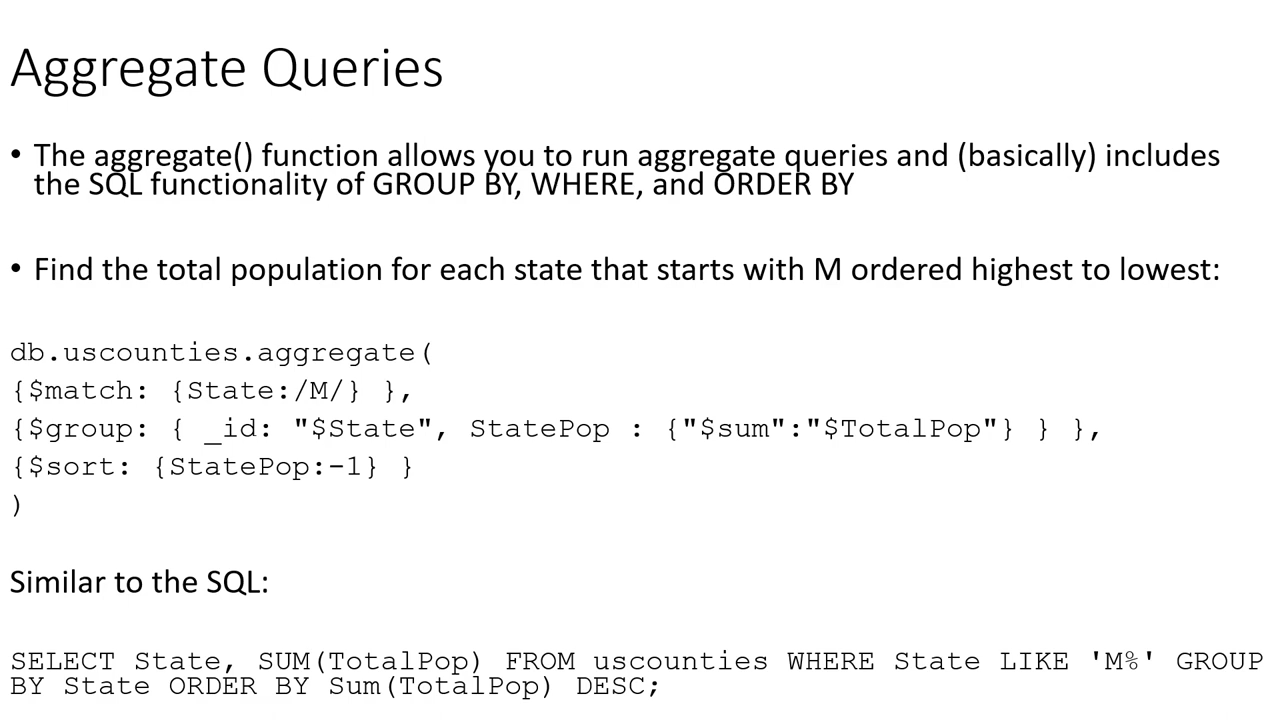 Aggregate Queries
• The aggregate() function allows you to run aggregate queries and (basically) includes
the SQL functionality of GROUP BY, WHERE, and ORDER BY
• Find the total population for each state that starts with M ordered highest to lowest:
db.uscounties.aggregate(
{$match: {State:/M/} },
{$group: { _id: "$State", StatePop : {"$sum":"$TotalPop"} } },
{$sort: {StatePop:-1} }
)
Similar to the SQL:
SELECT State, SUM(TotalPop) FROM uscounties WHERE State LIKE 'M%' GROUP
BY State ORDER BY Sum(TotalPop) DESC;